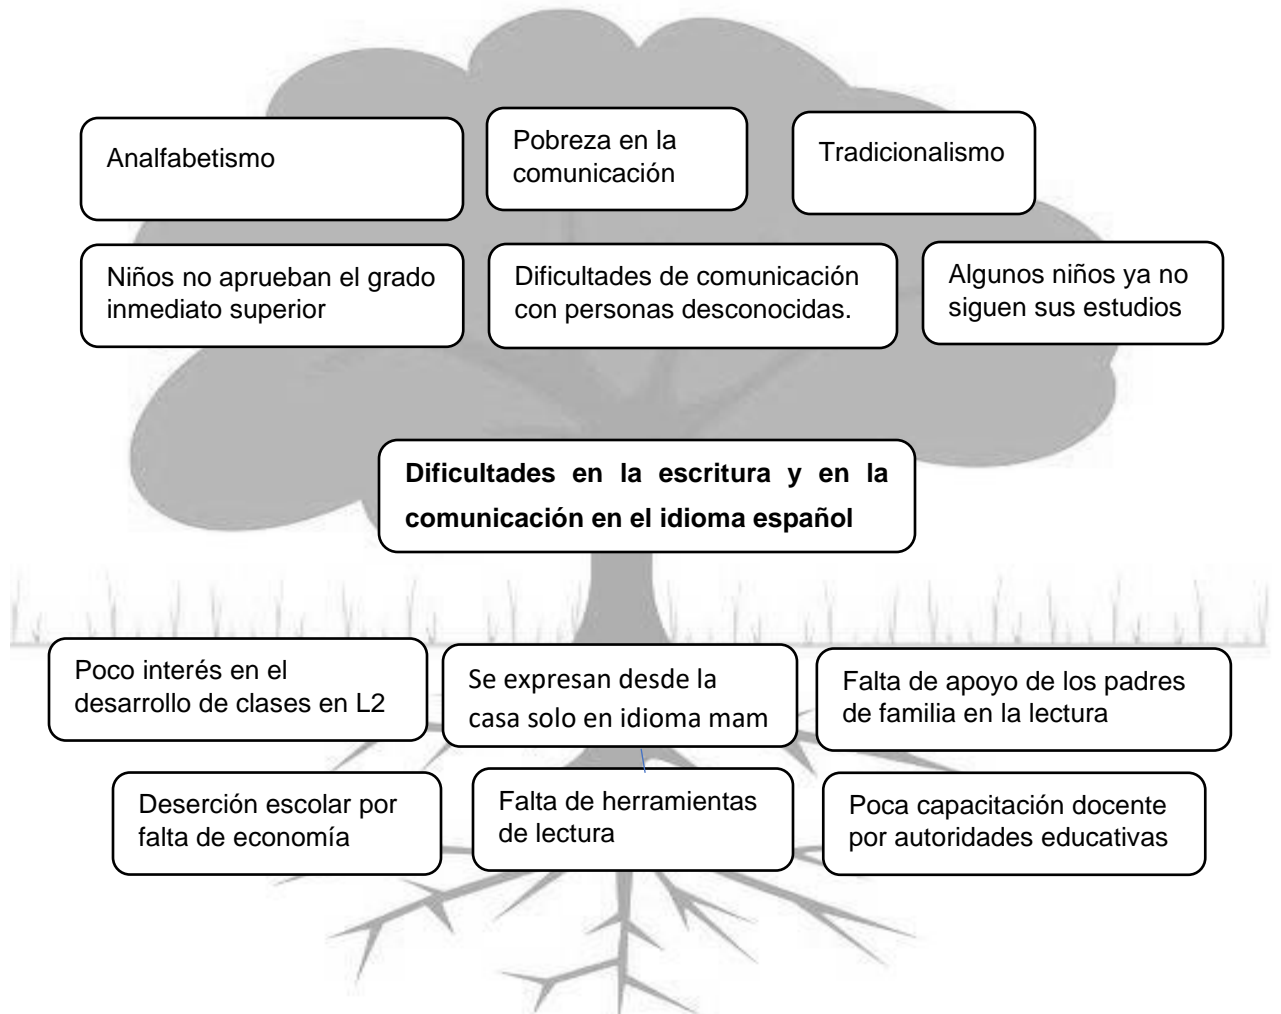 Analfabetismo
Pobreza en la
comunicación
Tradicionalismo
Niños no aprueban el grado
inmediato superior
Dificultades de comunicación
con personas desconocidas.
Algunos niños ya no
siguen sus estudios
Dificultades en la escritura y en la
comunicación en el idioma español
Poco interés en el
desarrollo de clases en L2
Se expresan desde la
casa solo en idioma mam
Falta de apoyo de los padres
de familia en la lectura
Deserción escolar por
falta de economía
Falta de herramientas
de lectura
Poca capacitación docente
por autoridades educativas